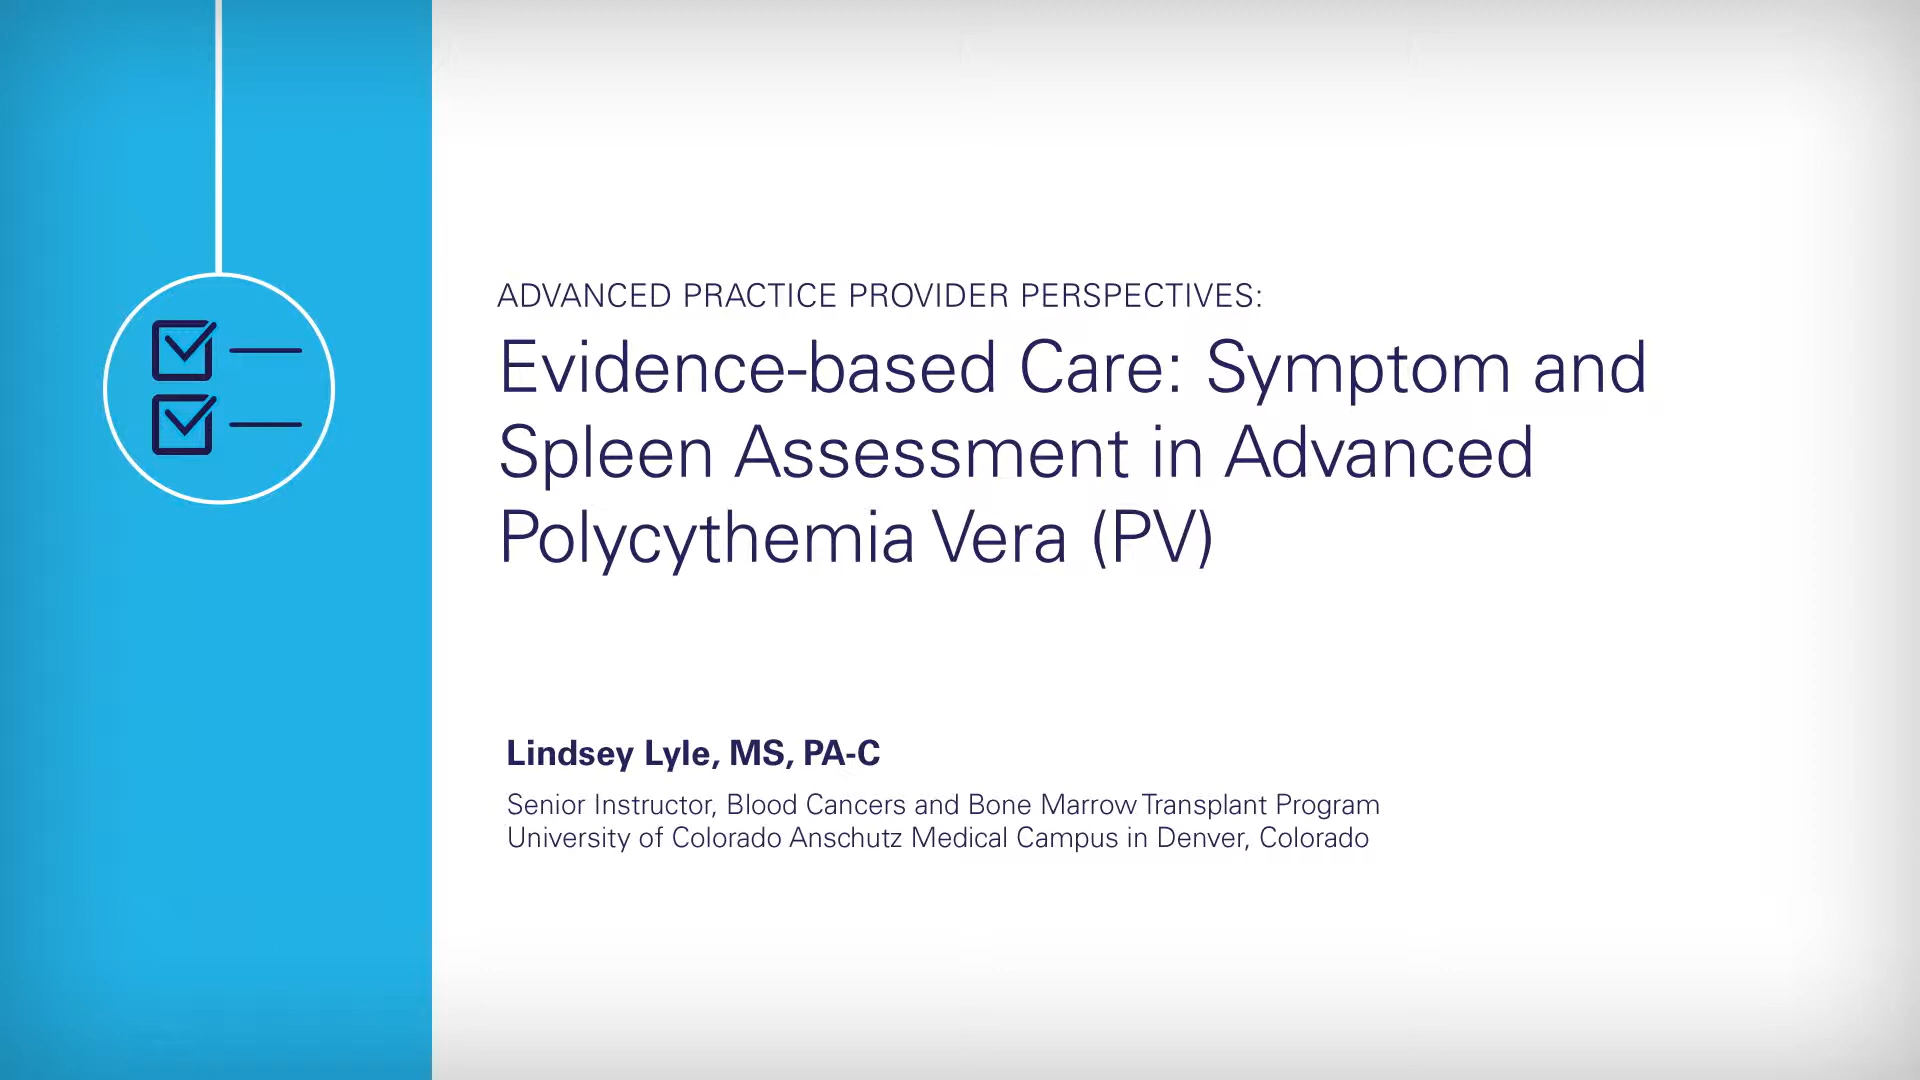 ADVANCED PRACTICE PROVIDER PERSPECTIVES:
Evidence-based Care: Symptom and
Spleen Assessment in Advanced
Polycythemia Vera (PV)
Lindsey Lyle, MS, PA-C
Senior Instructor, Blood Cancers and Bone Marrow Transplant Program
University of Colorado Anschutz Medical Campus in Denver, Colorado